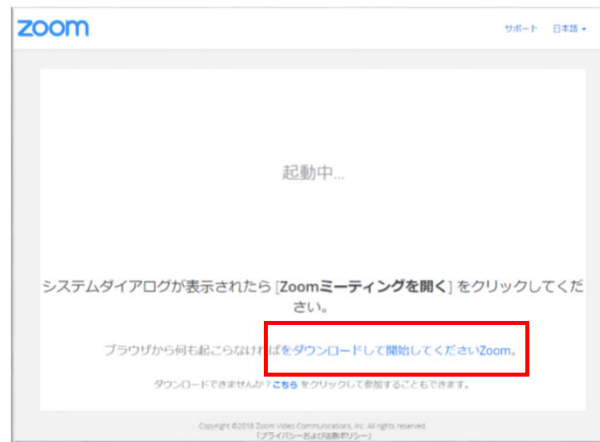 zoom
サポート 日本語
起動中...
システムダイアログが表示されたら [Zoomミーティングを開く] をクリックしてくだ
さい。
ブラウザから何も起こらなければをダウンロードして開始してくださいZoom。
ダウンロードできませんか？こちら をクリックして参加することもできます。
Copyright ©2018 Zoom Video Communications, Inc. All rights reserved.
「プライバシーおよび法務ポリシー」